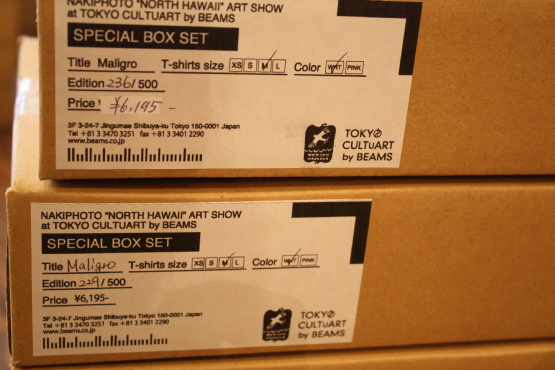 NAKIPHOTO "NORTH HAWAII" ART SHOW
at TOKYO CULTUART by BEAMS
SPECIAL BOX SET
Title Maligro T-shirts size XS S M L Color WHT PINK
Edition 236/500
Price ¥6,195-
3F 3-24-7 Jingumae Shibuya-ku Tokyo 150-0001 Japan
Tel +81 3 3470 3251 fax +81 3 3401 2290
www.beams.co.jp
TOKYO
CULTUART
by BEAMS
NAKIPHOTO "NORTH HAWAII" ART SHOW
at TOKYO CULTUART by BEAMS
SPECIAL BOX SET
Title Maligro T-shirts size XS S M L Color WHT PINK
Edition 229/500
Price ¥6,195-
3F 3-24-7 Jingumae Shibuya-ku Tokyo 150-0001 Japan
Tel +81 3 3470 3251 fax +81 3 3401 2290
www.beams.co.jp
TOKYO
CULTUART
by BEAMS